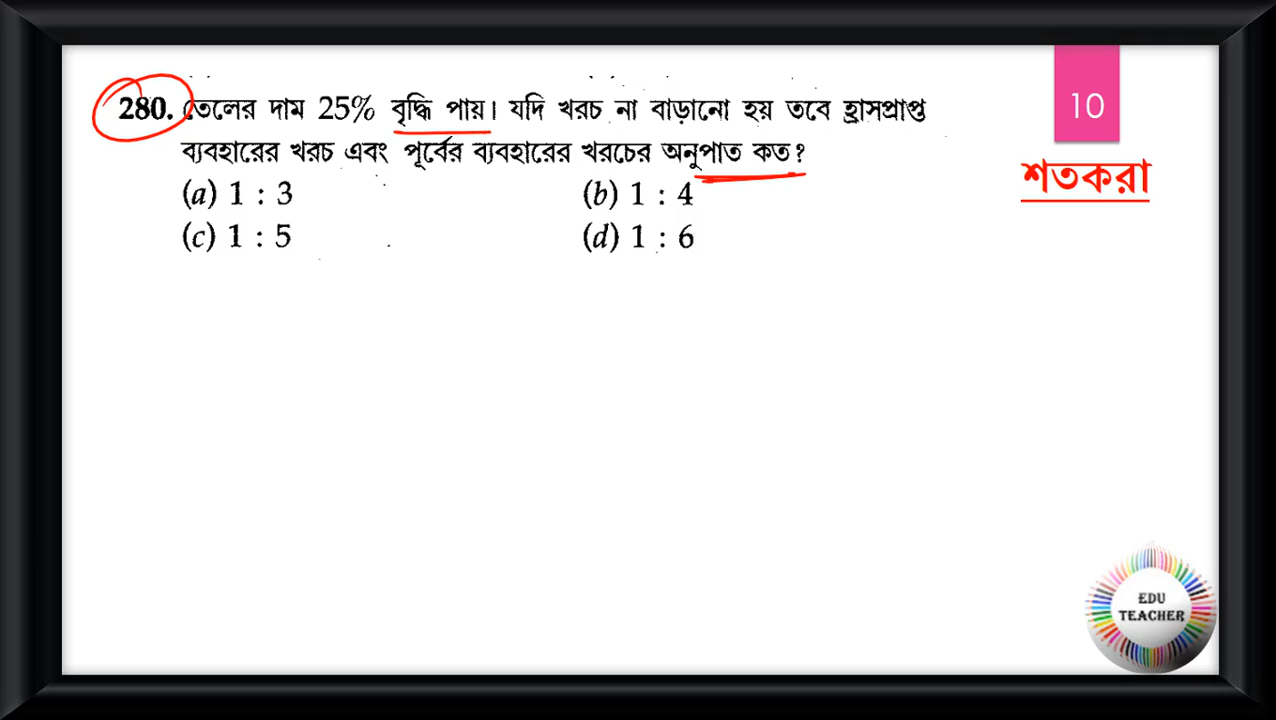 10
শতকরা
280. তেলের দাম 25% বৃদ্ধি পায়। যদি খরচ না বাড়ানো হয় তবে হ্রাসপ্রাপ্ত
ব্যবহারের খরচ এবং পূর্বের ব্যবহারের খরচের অনুপাত কত?
(a) 1 : 3 (b) 1 : 4
(c) 1 : 5 (d) 1 : 6
EDU
TEACHER